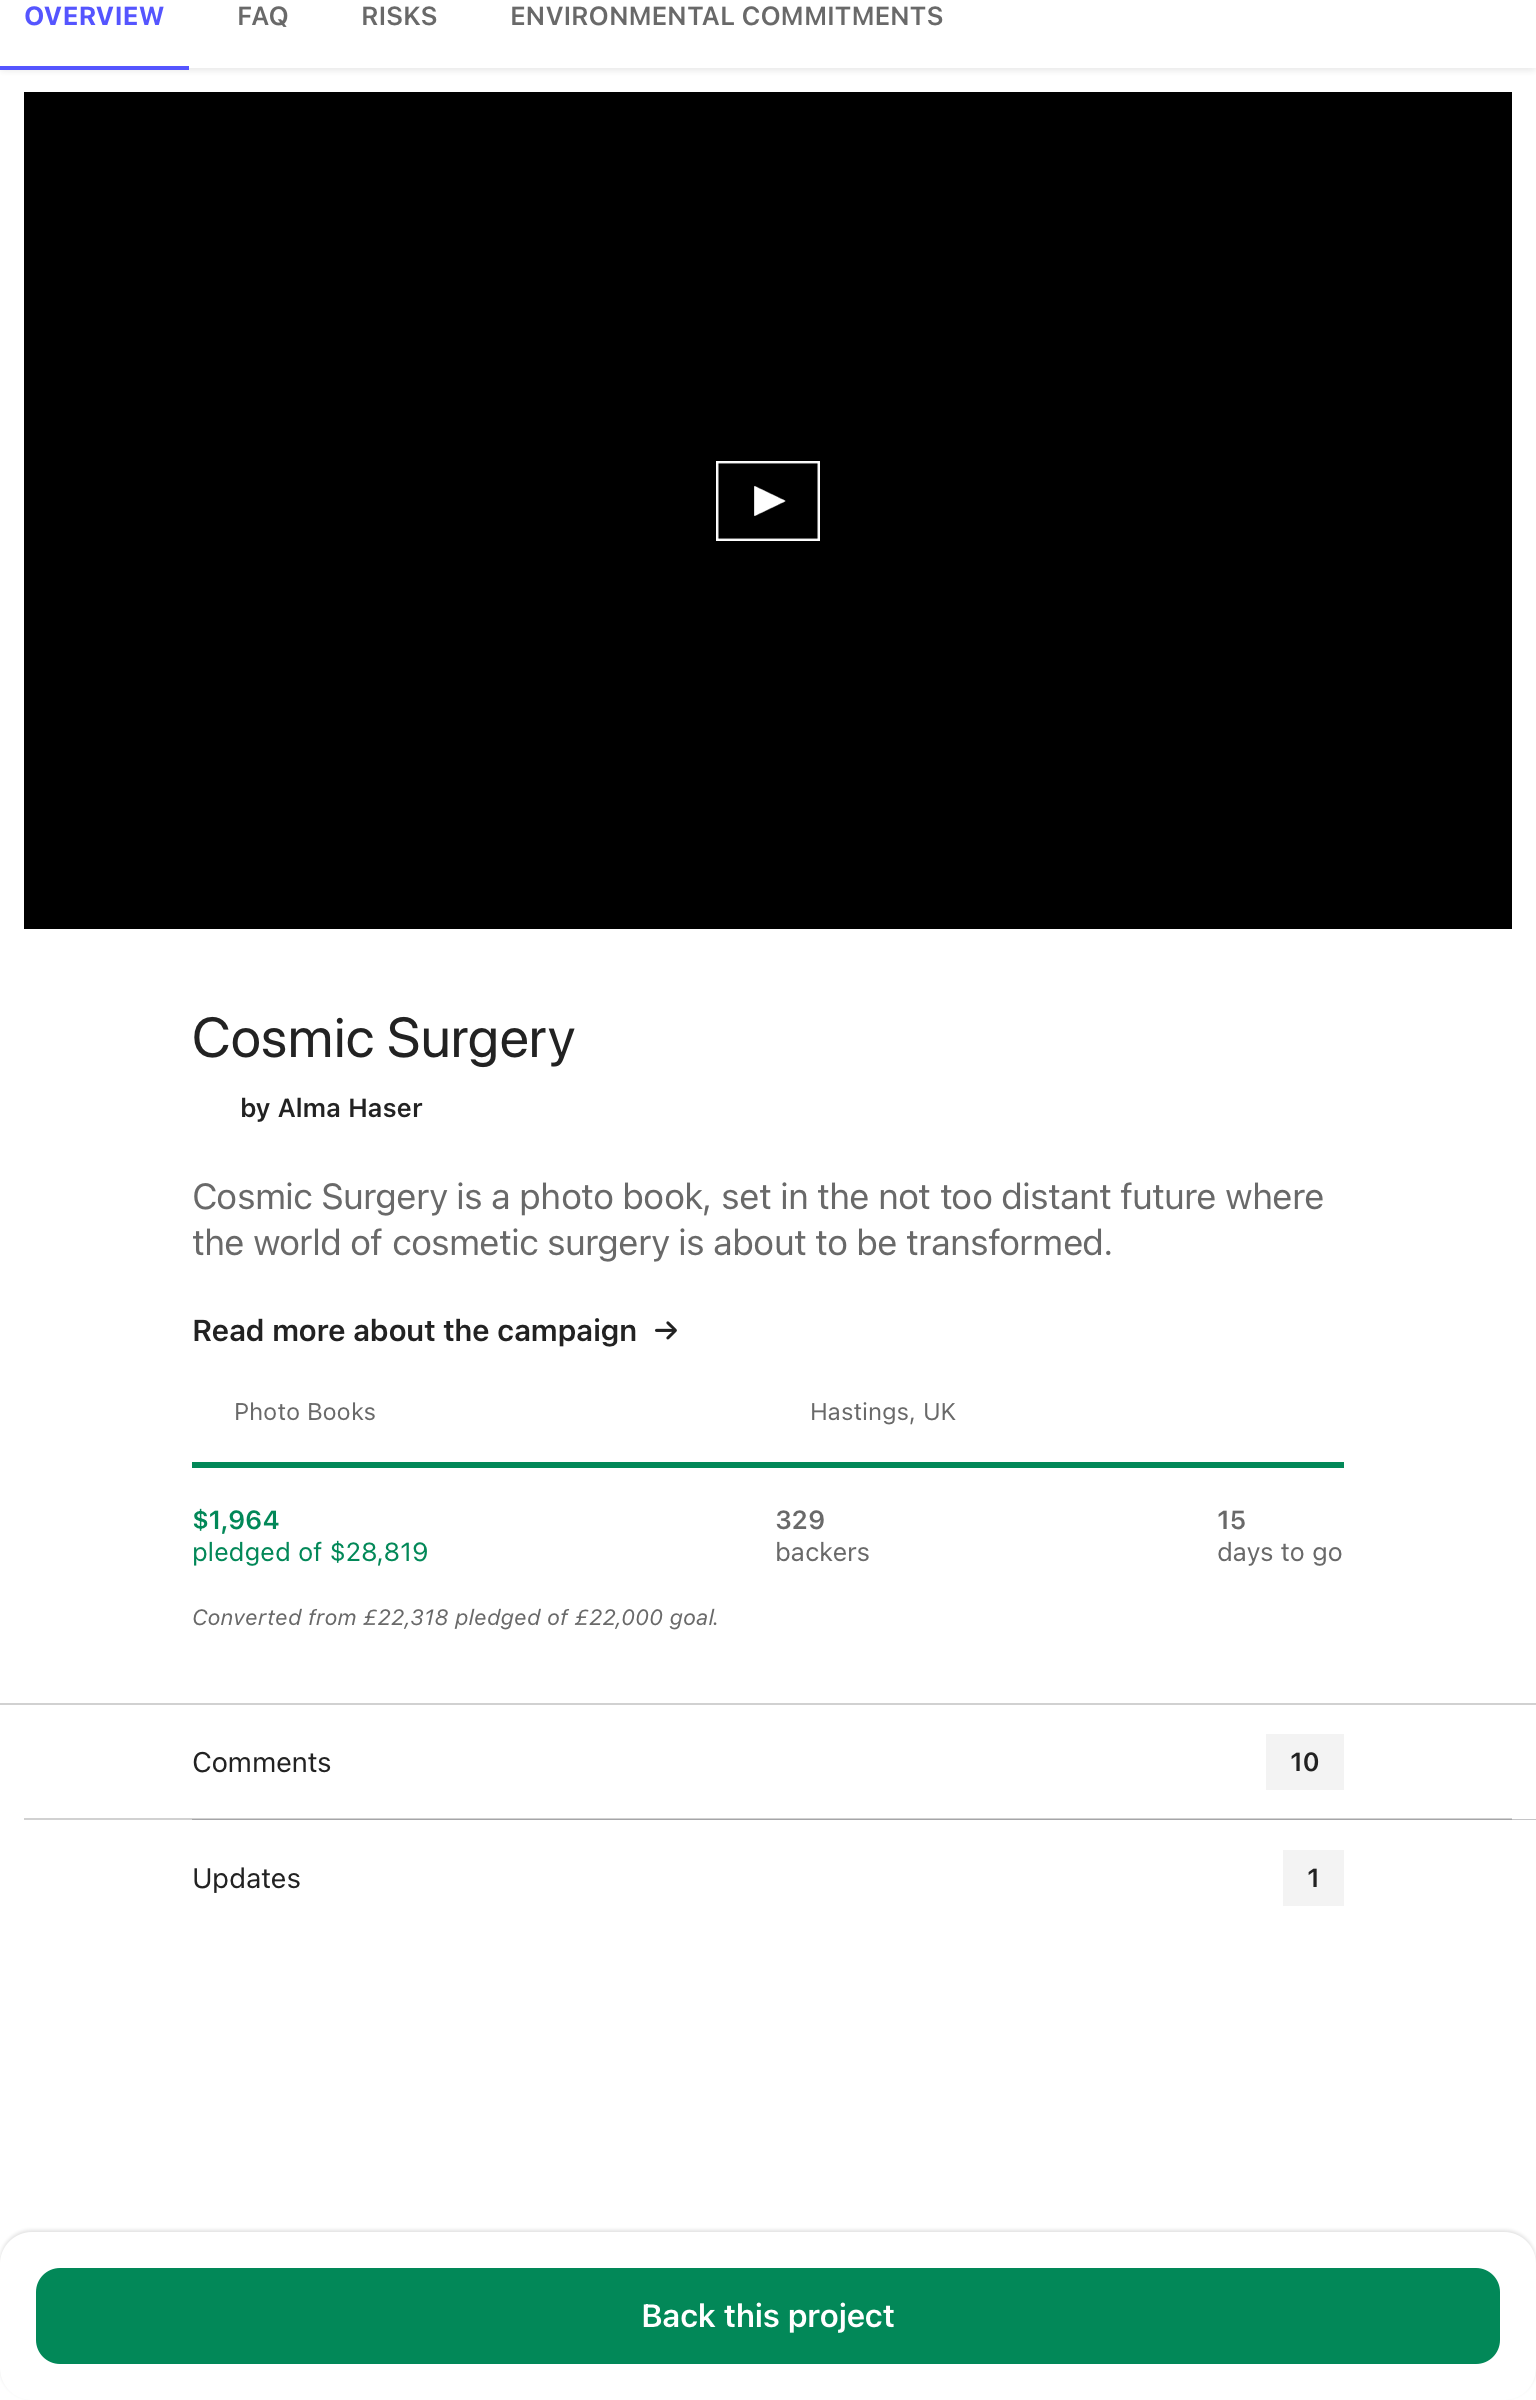 OVERVIEW FAQ RISKS ENVIRONMENTAL COMMITMENTS
Cosmic Surgery
by Alma Haser
Cosmic Surgery is a photo book, set in the not too distant future where
the world of cosmetic surgery is about to be transformed.
Read more about the campaign →
Photo Books Hastings, UK
$1,964 329 15
pledged of $28,819 backers days to go
Converted from £22,318 pledged of £22,000 goal.
Comments 10
Updates 1
Back this project